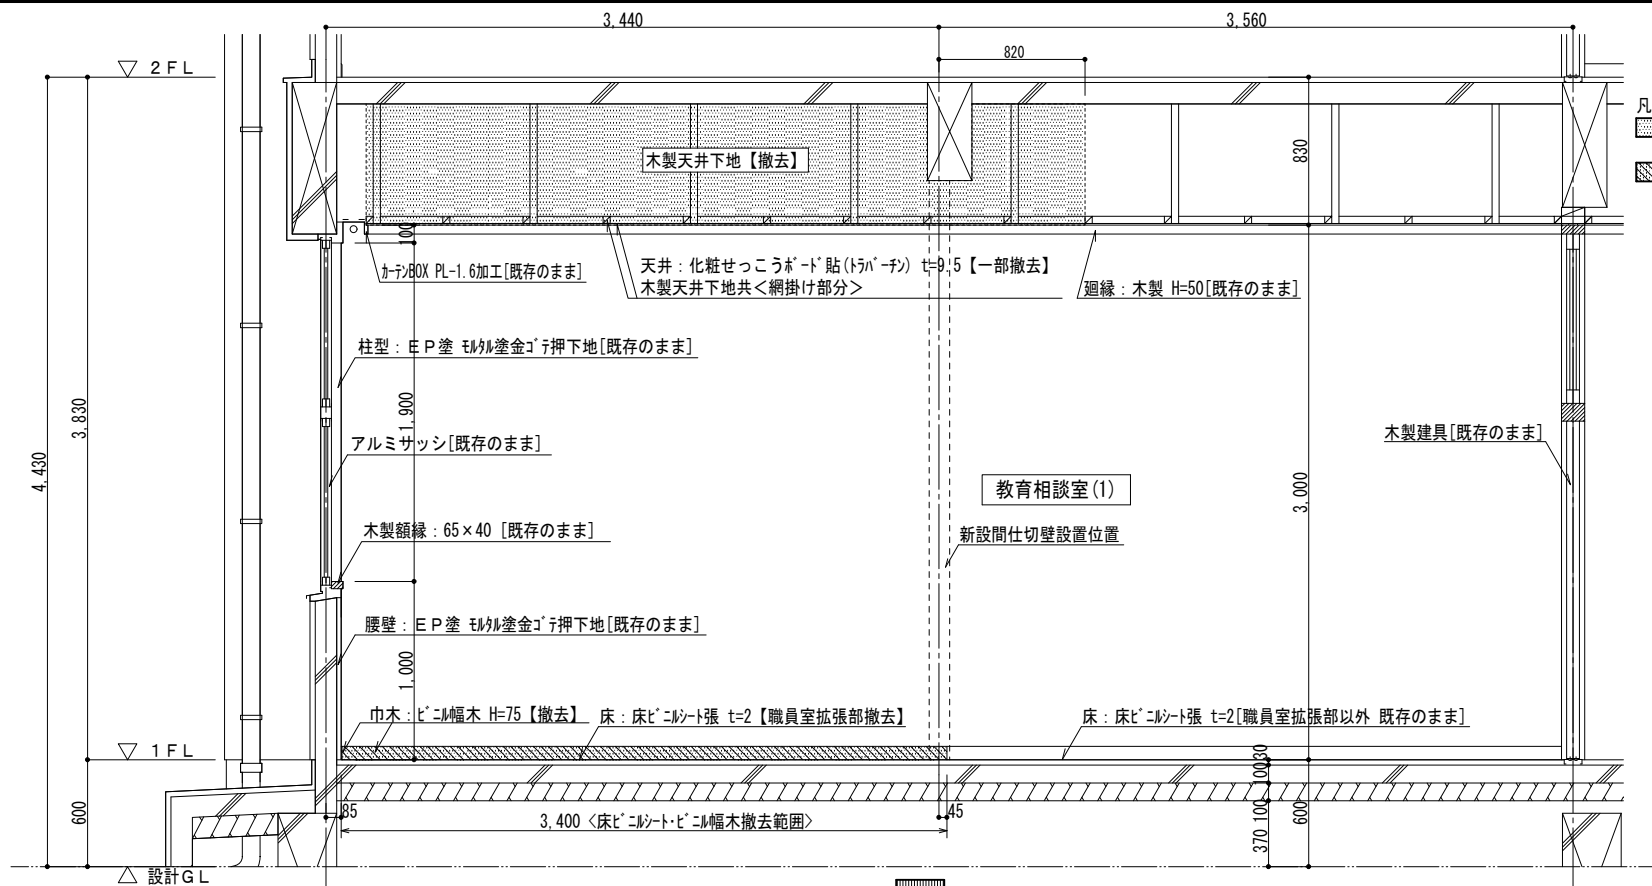 3,440
3,560
820
2FL
凡
木製天井下地【撤去】
830
100
カーテンBOX PL-1.6加工[既存のまま]
天井：化粧せっこうボード貼(トラバーチン) t=9.5【一部撤去】
木製天井下地共<網掛け部分>
廻縁：木製 H=50[既存のまま]
柱型：EP塗 モルタル塗金ゴテ押下地[既存のまま]
1,900
3,830
4,430
アルミサッシ[既存のまま]
木製建具[既存のまま]
教育相談室(1)
3,000
木製額縁：65×40 [既存のまま]
新設間仕切壁設置位置
腰壁：EP塗 モルタル塗金ゴテ押下地[既存のまま]
1,000
巾木：ビニル幅木 H=75【撤去】
床：床ビニルシート張 t=2【職員室拡張部撤去】
床：床ビニルシート張 t=2[職員室拡張部以外 既存のまま]
1FL
30
100
600
85
3,400 〈床ビニルシート・ビニル幅木撤去範囲〉
45
100
370
600
設計GL